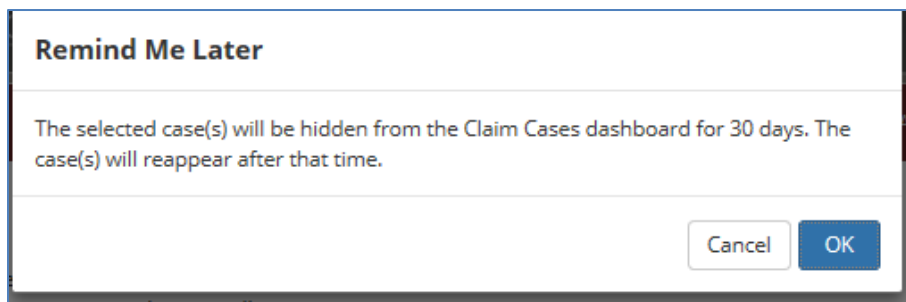 Remind Me Later
The selected case(s) will be hidden from the Claim Cases dashboard for 30 days. The
case(s) will reappear after that time.
Cancel
OK